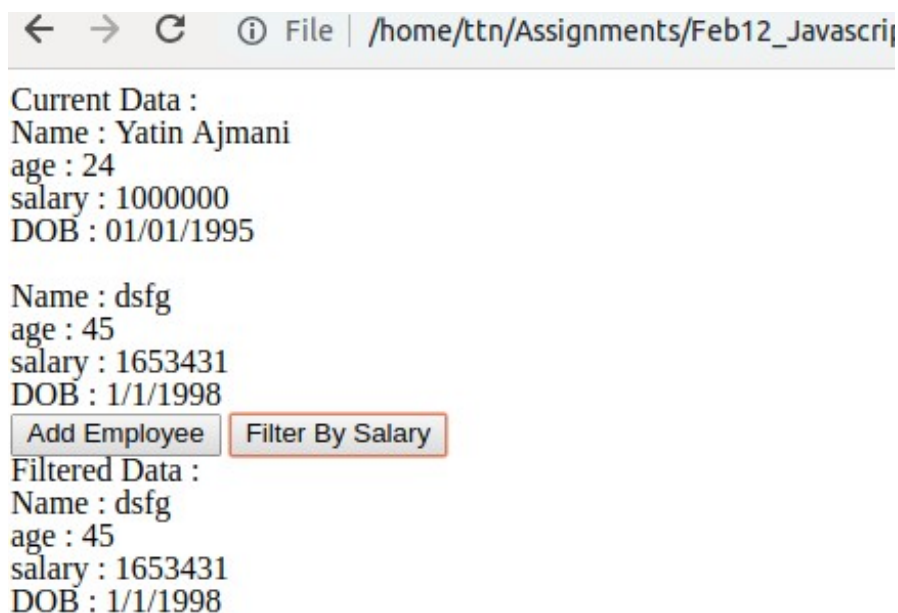 File | /home/ttn/Assignments/Feb12_Javascrip
Current Data :
Name : Yatin Ajmani
age : 24
salary : 1000000
DOB : 01/01/1995
Name : dsfg
age : 45
salary : 1653431
DOB : 1/1/1998
Add Employee Filter By Salary
Filtered Data :
Name : dsfg
age : 45
salary : 1653431
DOB : 1/1/1998